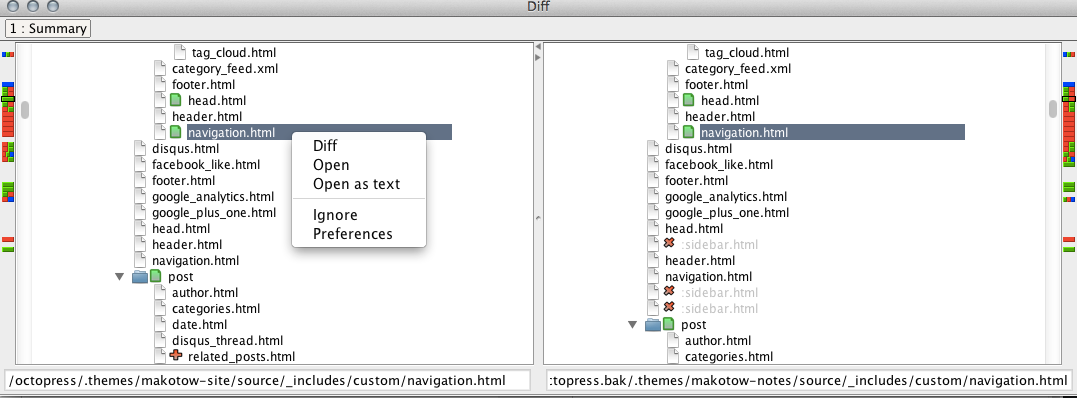 Diff
1 : Summary
tag_cloud.html
category_feed.xml
footer.html
head.html
header.html
navigation.html
disqus.html
facebook_like.html
footer.html
google_analytics.html
google_plus_one.html
head.html
header.html
navigation.html
post
author.html
categories.html
date.html
disqus_thread.html
related_posts.html
/octopress/.themes/makotow-site/source/_includes/custom/navigation.html
Diff
Open
Open as text
Ignore
Preferences
tag_cloud.html
category_feed.xml
footer.html
head.html
header.html
navigation.html
disqus.html
facebook_like.html
footer.html
google_analytics.html
google_plus_one.html
head.html
:sidebar.html
header.html
navigation.html
:sidebar.html
:sidebar.html
post
author.html
categories.html
:topress.bak/.themes/makotow-notes/source/_includes/custom/navigation.html